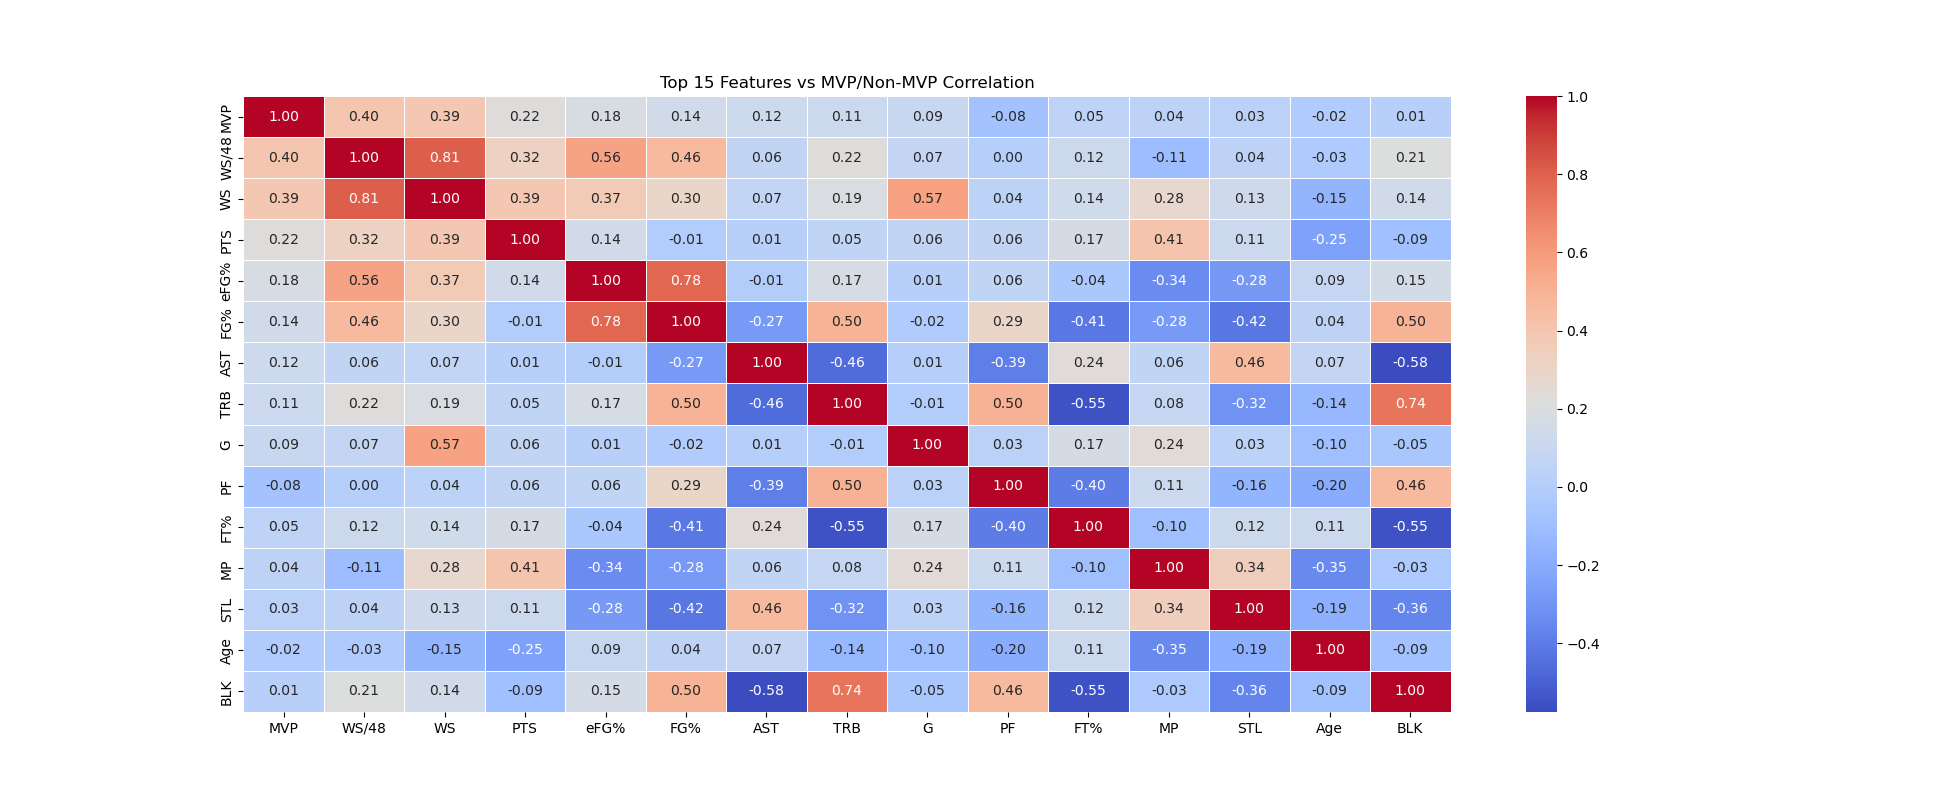 Top 15 Features vs MVP/Non-MVP Correlation
MVP 1.00 0.40 0.39 0.22 0.18 0.14 0.12 0.11 0.09 -0.08 0.05 0.04 0.03 -0.02 0.01
WS/48 0.40 1.00 0.81 0.32 0.56 0.46 0.06 0.22 0.07 0.00 0.12 -0.11 0.04 -0.03 0.21
WS 0.39 0.81 1.00 0.39 0.37 0.30 0.07 0.19 0.57 0.04 0.14 0.28 0.13 -0.15 0.14
PTS 0.22 0.32 0.39 1.00 0.14 -0.01 0.01 0.05 0.06 0.06 0.17 0.41 0.11 -0.25 -0.09
eFG% 0.18 0.56 0.37 0.14 1.00 0.78 -0.01 0.17 0.01 0.06 -0.04 -0.34 -0.28 0.09 0.15
FG% 0.14 0.46 0.30 -0.01 0.78 1.00 -0.27 0.50 -0.02 0.29 -0.41 -0.28 -0.42 0.04 0.50
AST 0.12 0.06 0.07 0.01 -0.01 -0.27 1.00 -0.46 0.01 -0.39 0.24 0.06 0.46 0.07 -0.58
TRB 0.11 0.22 0.19 0.05 0.17 0.50 -0.46 1.00 -0.01 0.50 -0.55 0.08 -0.32 -0.14 0.74
G 0.09 0.07 0.57 0.06 0.01 -0.02 0.01 -0.01 1.00 0.03 0.17 0.24 0.03 -0.10 -0.05
PF -0.08 0.00 0.04 0.06 0.06 0.29 -0.39 0.50 0.03 1.00 -0.40 0.11 -0.16 -0.20 0.46
FT% 0.05 0.12 0.14 0.17 -0.04 -0.41 0.24 -0.55 0.17 -0.40 1.00 -0.10 0.12 0.11 -0.55
MP 0.04 -0.11 0.28 0.41 -0.34 -0.28 0.06 0.08 0.24 0.11 -0.10 1.00 0.34 -0.35 -0.03
STL 0.03 0.04 0.13 0.11 -0.28 -0.42 0.46 -0.32 0.03 -0.16 0.12 0.34 1.00 -0.19 -0.36
Age -0.02 -0.03 -0.15 -0.25 0.09 0.04 0.07 -0.14 -0.10 -0.20 0.11 -0.35 -0.19 1.00 -0.09
BLK 0.01 0.21 0.14 -0.09 0.15 0.50 -0.58 0.74 -0.05 0.46 -0.55 -0.03 -0.36 -0.09 1.00
MVP WS/48 WS PTS eFG% FG% AST TRB G PF FT% MP STL Age BLK
1.0
0.8
0.6
0.4
0.2
0.0
−0.2
−0.4